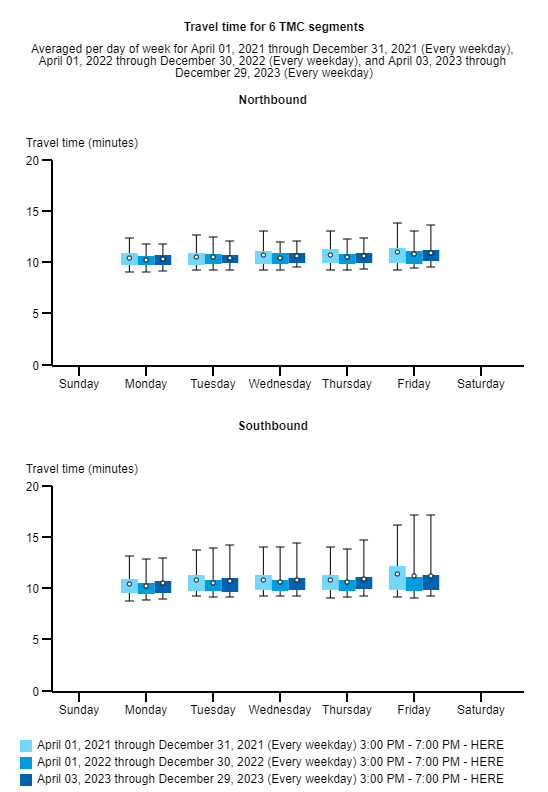 Travel time for 6 TMC segments
Averaged per day of week for April 01, 2021 through December 31, 2021 (Every weekday),
April 01, 2022 through December 30, 2022 (Every weekday), and April 03, 2023 through
December 29, 2023 (Every weekday)
Northbound
Travel time (minutes)
20
15
10
5
0
Sunday Monday Tuesday Wednesday Thursday Friday Saturday
Southbound
Travel time (minutes)
20
15
10
5
0
Sunday Monday Tuesday Wednesday Thursday Friday Saturday
April 01, 2021 through December 31, 2021 (Every weekday) 3:00 PM - 7:00 PM - HERE
April 01, 2022 through December 30, 2022 (Every weekday) 3:00 PM - 7:00 PM - HERE
April 03, 2023 through December 29, 2023 (Every weekday) 3:00 PM - 7:00 PM - HERE